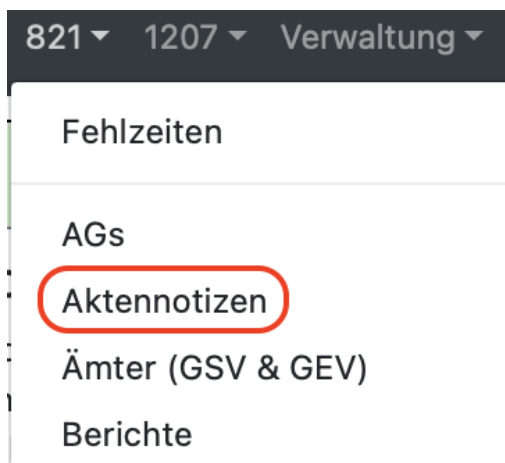 821 1207 Verwaltung
Fehlzeiten
AGs
Aktennotizen
Ämter (GSV & GEV)
Berichte